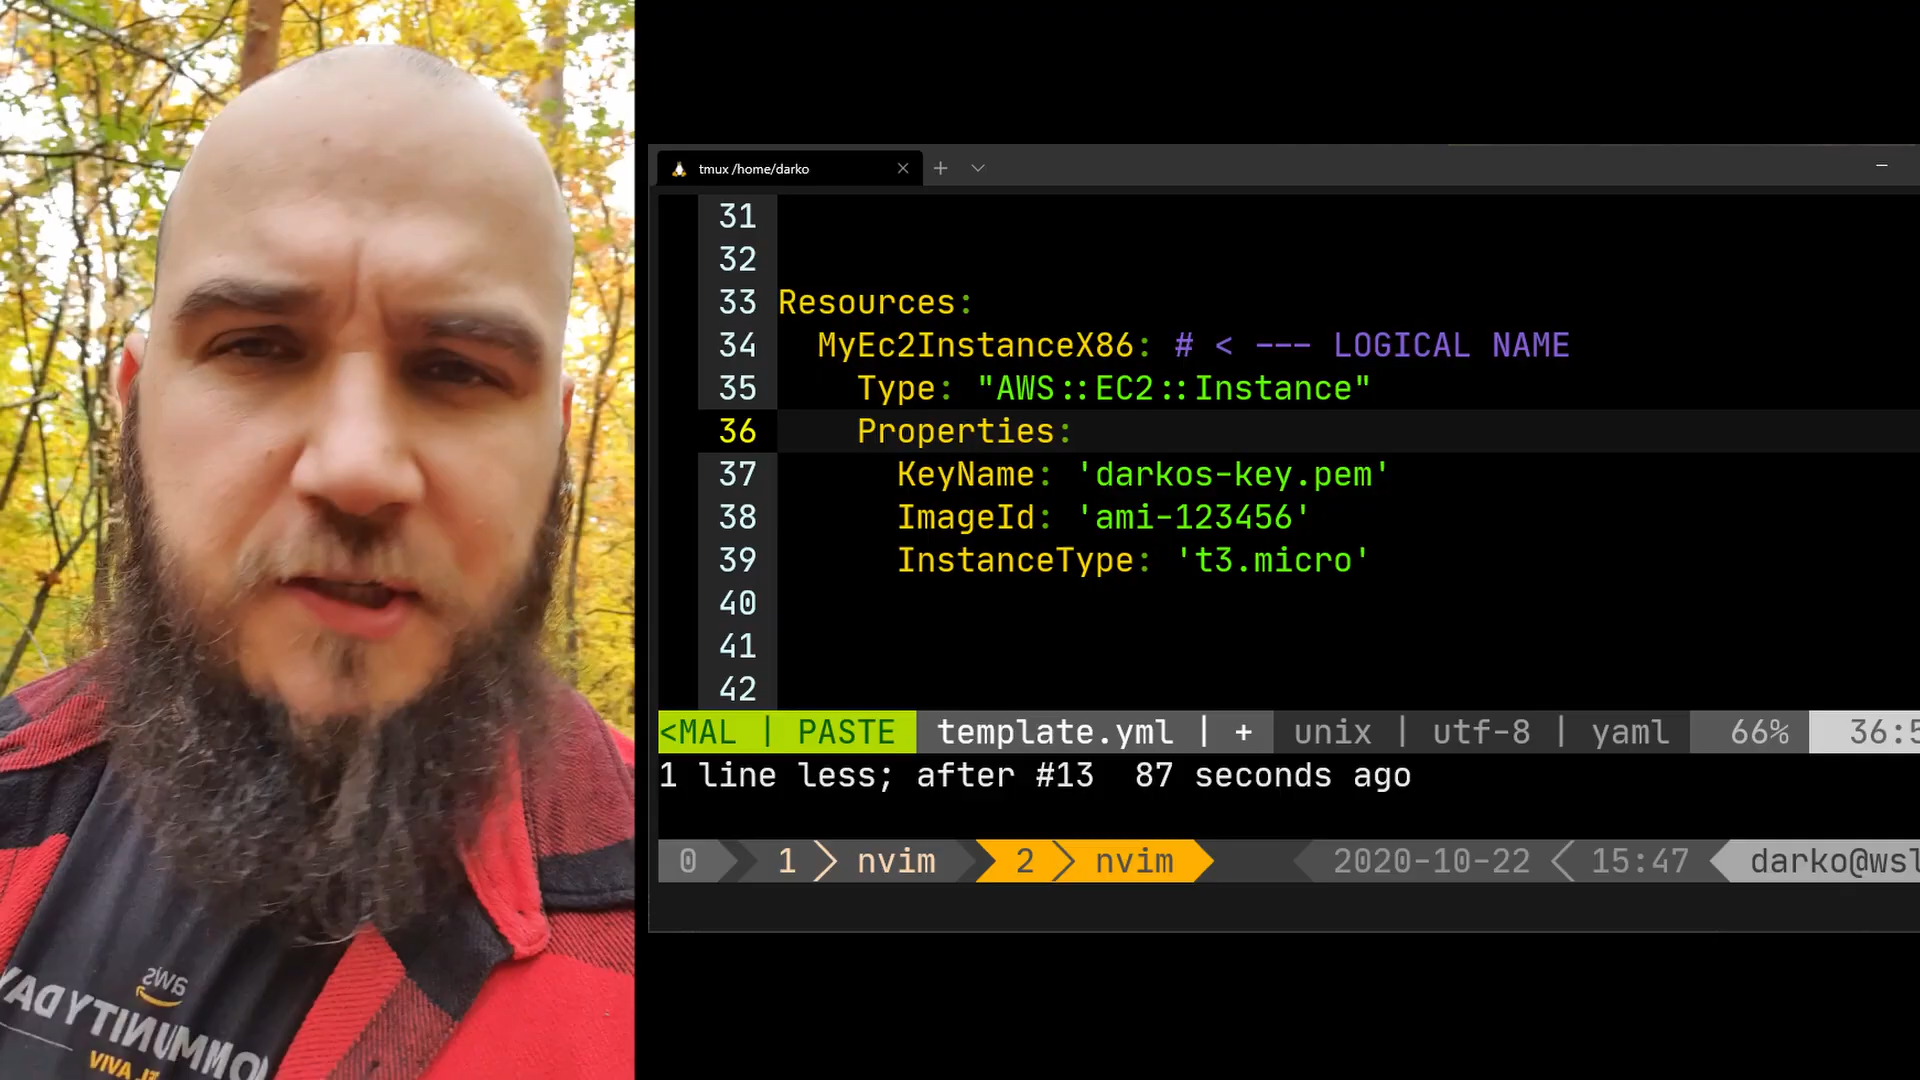 aws
COMMUNITYDAY
AVIV
tmux /home/darko
31
32
33 Resources:
34 MyEc2InstanceX86: # < --- LOGICAL NAME
35 Type: "AWS::EC2::Instance"
36 Properties:
37 KeyName: 'darkos-key.pem'
38 ImageId: 'ami-123456'
39 InstanceType: 't3.micro'
40
41
42
<MAL | PASTE template.yml | + unix | utf-8 | yaml 66% 36:5
1 line less; after #13 87 seconds ago
0 1 nvim 2 nvim 2020-10-22 15:47 darko@wsl